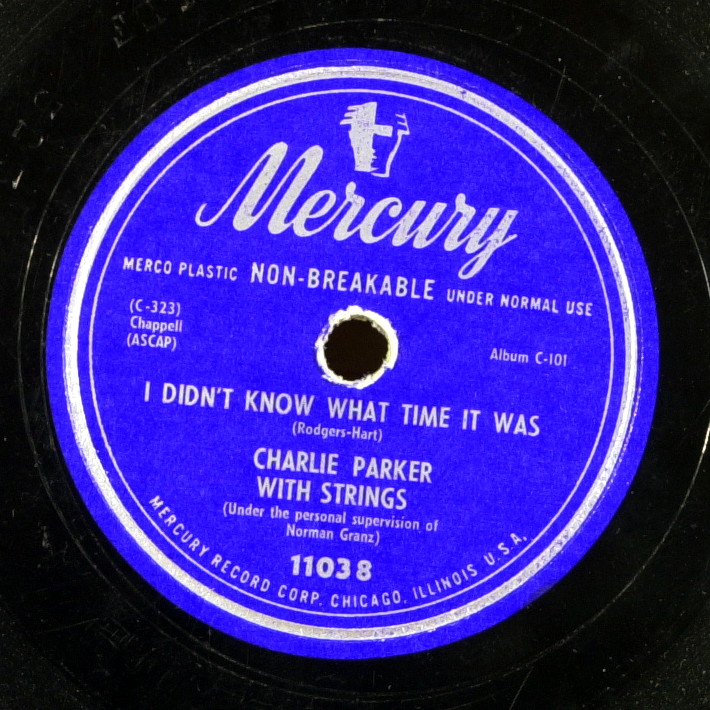 Mercury
MERCO PLASTIC NON-BREAKABLE UNDER NORMAL USE
(C-323)
Chappell
(ASCAP)
Album C-101
I DIDN'T KNOW WHAT TIME IT WAS
(Rodgers-Hart)
CHARLIE PARKER
WITH STRINGS
(Under the personal supervision of
Norman Granz)
11038
MERCURY RECORD CORP. CHICAGO. ILLINOIS U.S.A.